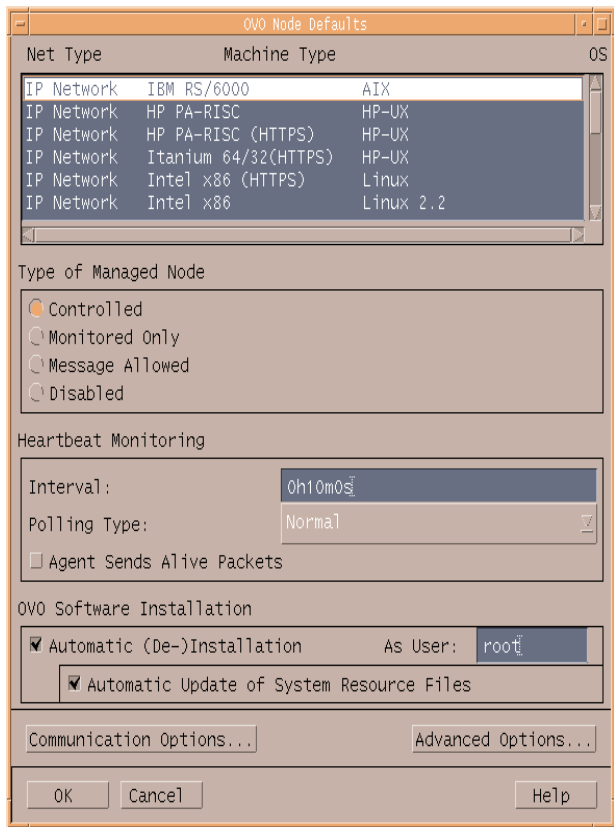 OVO Node Defaults
Net Type Machine Type OS
IP Network IBM RS/6000 AIX
IP Network HP PA-RISC HP-UX
IP Network HP PA-RISC (HTTPS) HP-UX
IP Network Itanium 64/32(HTTPS) HP-UX
IP Network Intel x86 (HTTPS) Linux
IP Network Intel x86 Linux 2.2
Type of Managed Node
Controlled
Monitored Only
Message Allowed
Disabled
Heartbeat Monitoring
Interval: 0h10m0s
Polling Type: Normal
Agent Sends Alive Packets
OVO Software Installation
Automatic (De-)Installation As User: root
Automatic Update of System Resource Files
Communication Options... Advanced Options...
OK Cancel Help